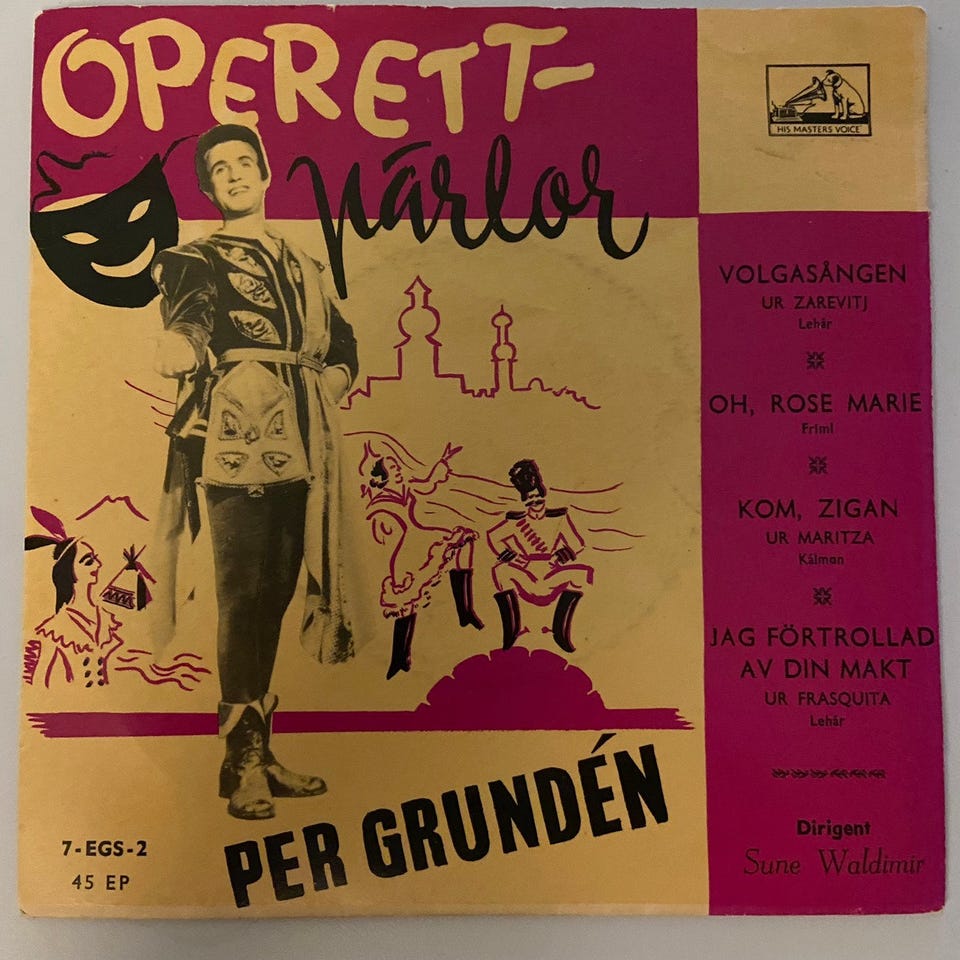 OPERETT-
pärlor
HIS MASTERS VOICE
VOLGASÅNGEN
UR ZAREVITJ
Lehár
OH, ROSE MARIE
Friml
KOM, ZIGAN
UR MARITZA
Kálman
JAG FÖRTROLLAD
AV DIN MAKT
UR FRASQUITA
Lehár
Dirigent
Sune Waldimir
PER GRUNDÉN
7-EGS-2
45 EP